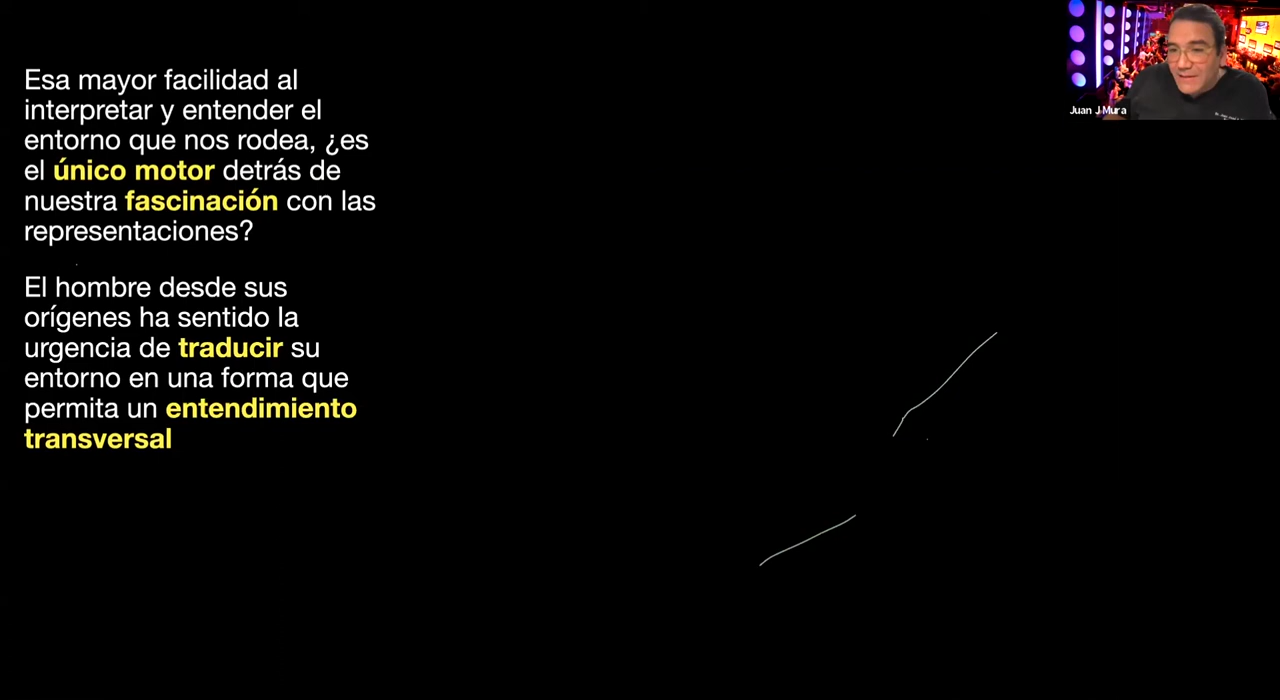 Esa mayor facilidad al
interpretar y entender el
entorno que nos rodea, ¿es
el único motor detrás de
nuestra fascinación con las
representaciones?
El hombre desde sus
orígenes ha sentido la
urgencia de traducir su
entorno en una forma que
permita un entendimiento
transversal
Juan J Mura